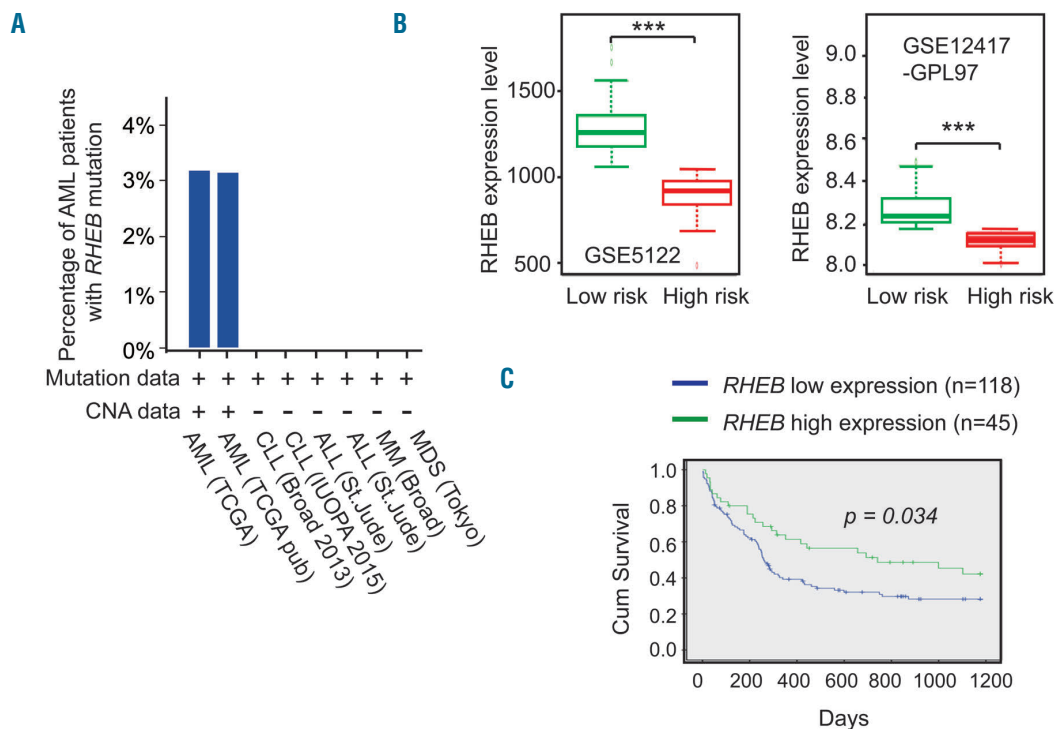 A
Percentage of AML patients
with RHEB mutation
4%
3%
2%
1%
0%
Mutation data + + + + + + + +
CNA data + + - - - - - -
AML (TCGA)
AML (TCGA pub)
CLL (Broad 2013)
CLL (IUOPA 2015)
ALL (St.Jude)
ALL (St.Jude)
MM (Broad)
MDS (Tokyo)
B
RHEB expression level
1500
1000
500
***
GSE5122
Low risk High risk
RHEB expression level
9.0
8.8
8.6
8.4
8.2
8.0
GSE12417
-GPL97
***
Low risk High risk
C
RHEB low expression (n=118)
RHEB high expression (n=45)
Cum Survival
1.0
0.8
0.6
0.4
0.2
0.0
p = 0.034
0 200 400 600 800 1000 1200
Days